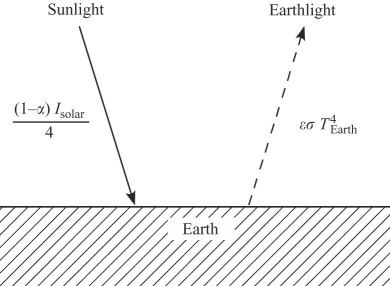 Sunlight
Earthlight
(1–α) I_solar / 4
εσ T⁴_Earth
Earth